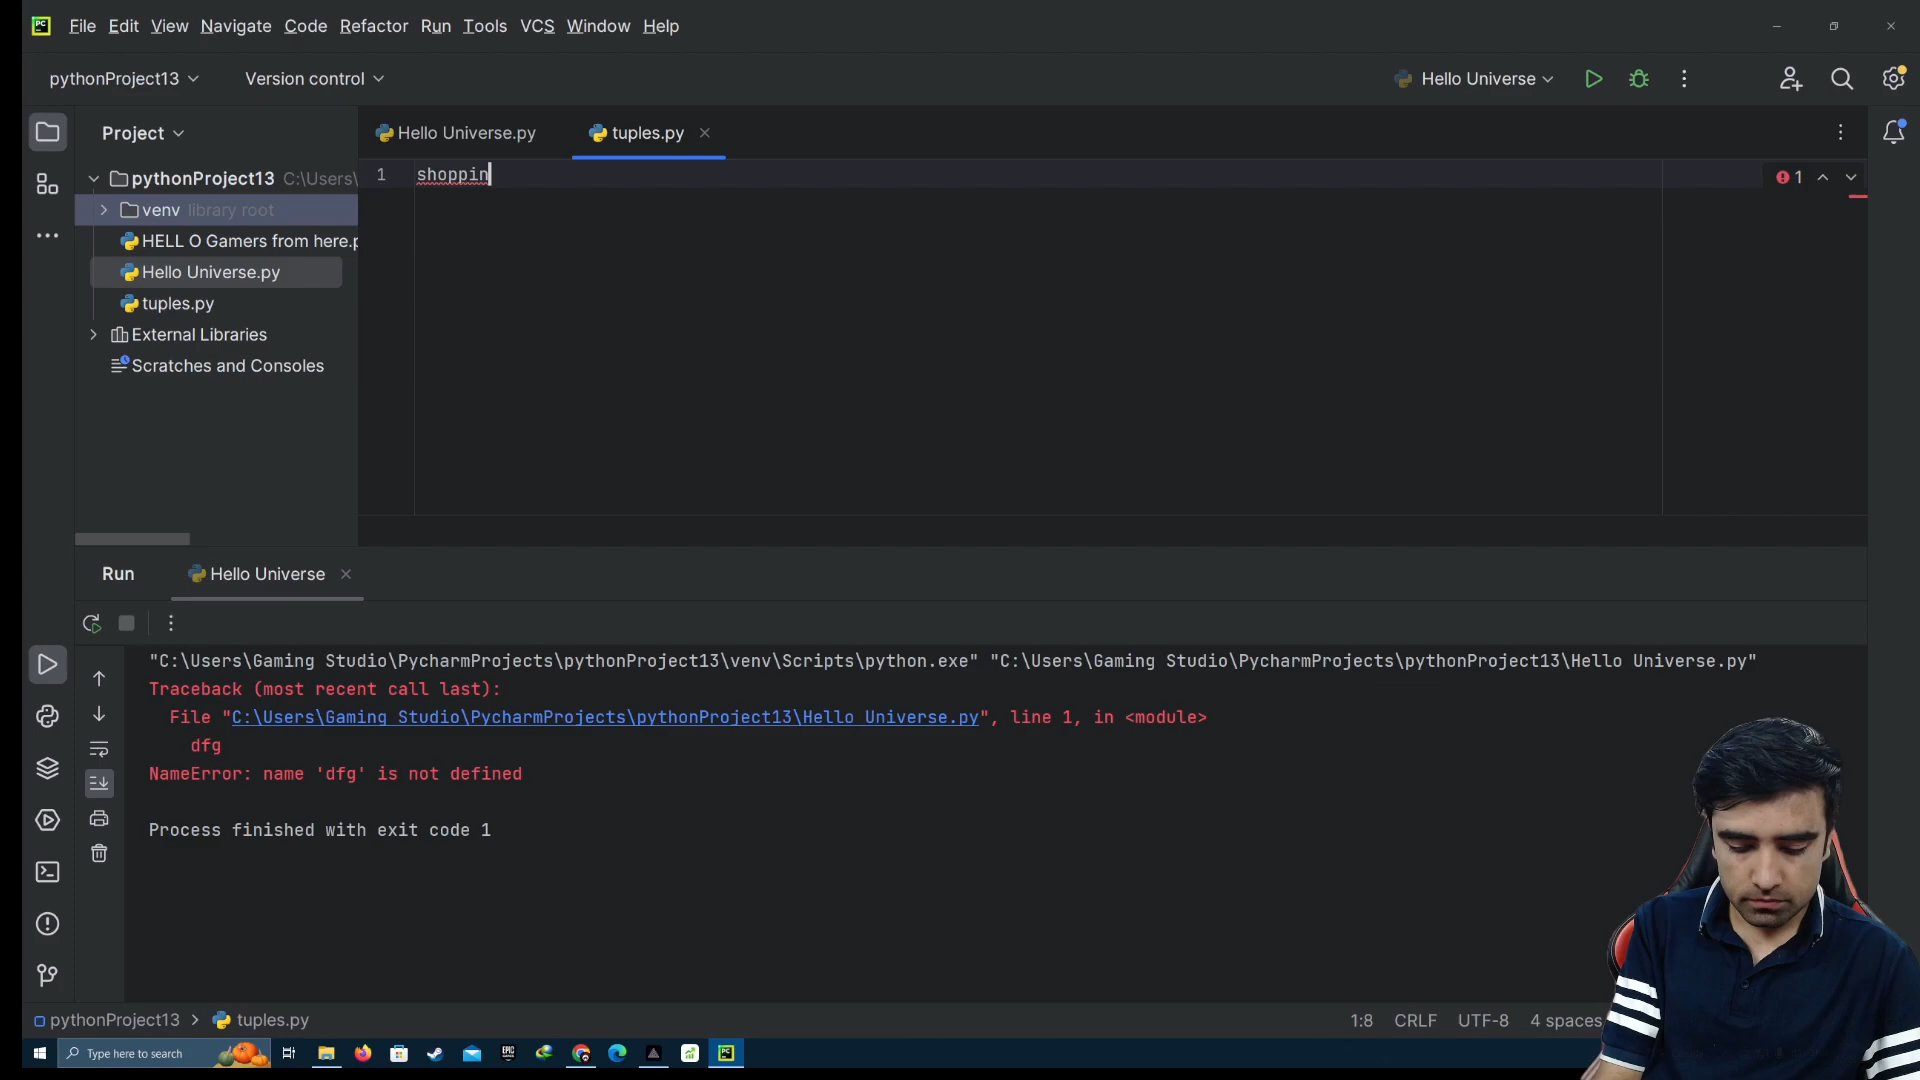 File Edit View Navigate Code Refactor Run Tools VCS Window Help
pythonProject13 Version control Hello Universe
Project Hello Universe.py tuples.py
1 shoppin 1
pythonProject13 C:\Users\
venv library root
HELL O Gamers from here.p
Hello Universe.py
tuples.py
External Libraries
Scratches and Consoles
Run Hello Universe
"C:\Users\Gaming Studio\PycharmProjects\pythonProject13\venv\Scripts\python.exe" "C:\Users\Gaming Studio\PycharmProjects\pythonProject13\Hello Universe.py"
Traceback (most recent call last):
File "C:\Users\Gaming Studio\PycharmProjects\pythonProject13\Hello Universe.py", line 1, in <module>
dfg
NameError: name 'dfg' is not defined
Process finished with exit code 1
pythonProject13 > tuples.py 1:8 CRLF UTF-8 4 spaces
Type here to search